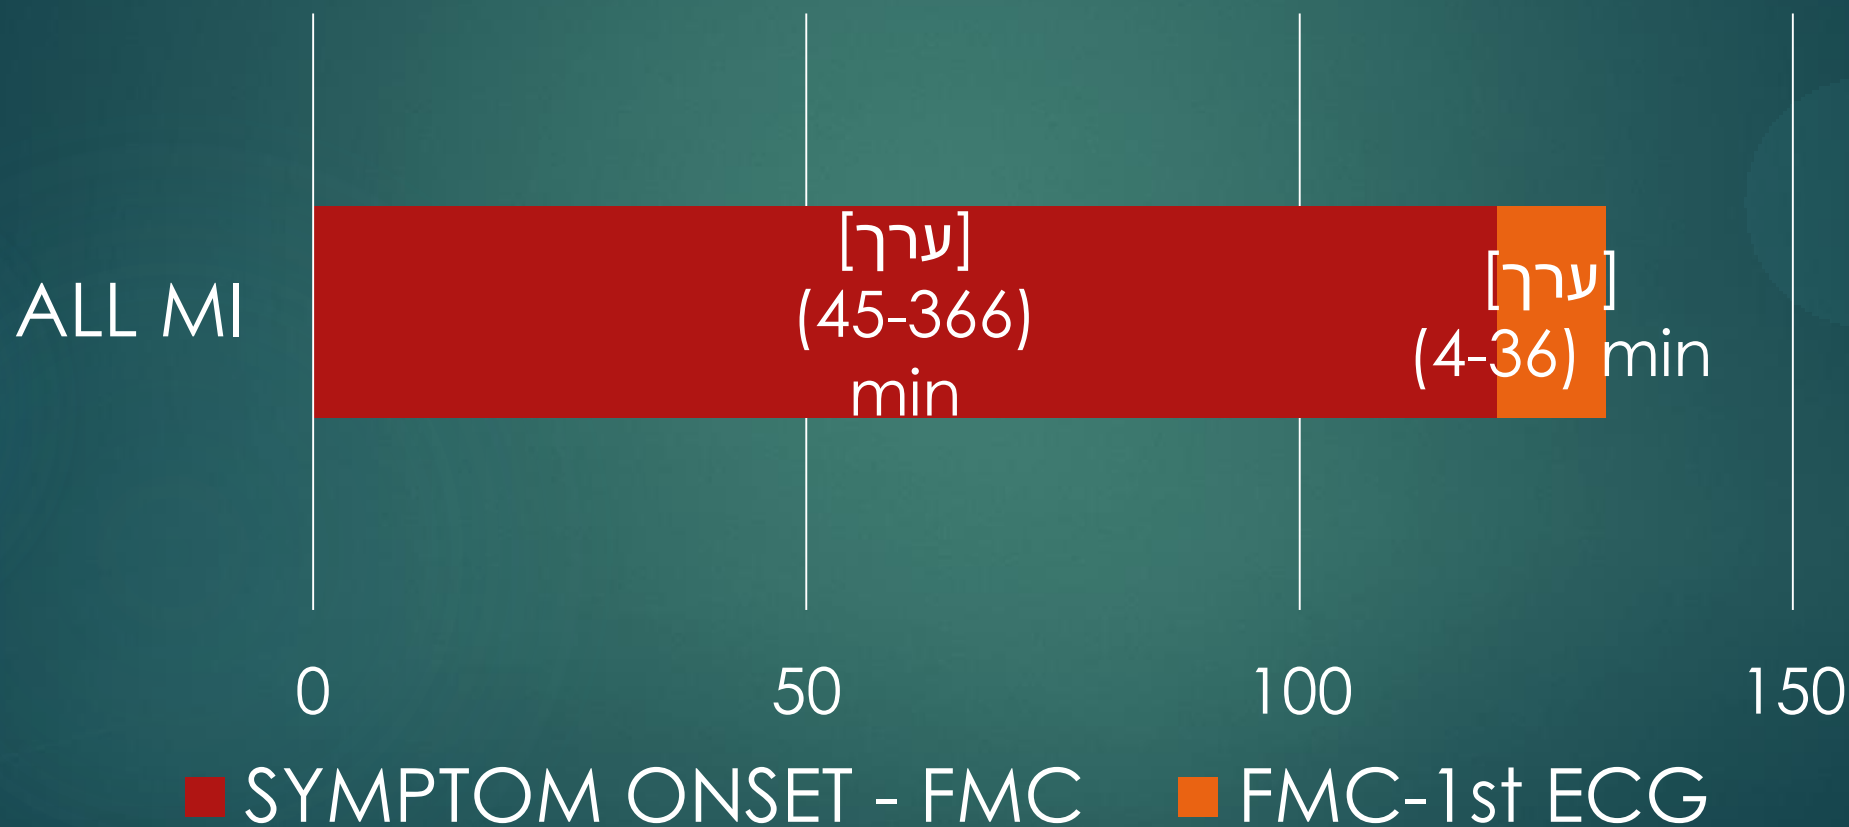 ALL MI
[ערך]
(45-366)
min
[ערך]
(4-36) min
0
50
100
150
SYMPTOM ONSET - FMC
FMC-1st ECG